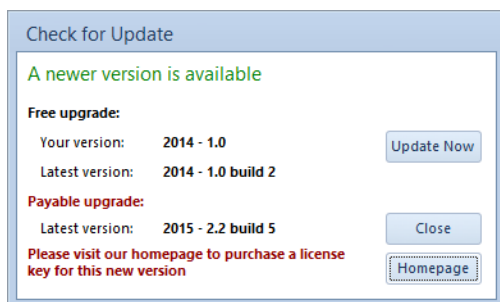 Check for Update
A newer version is available
Free upgrade:
Your version: 2014 - 1.0 Update Now
Latest version: 2014 - 1.0 build 2
Payable upgrade:
Latest version: 2015 - 2.2 build 5 Close
Please visit our homepage to purchase a license
key for this new version Homepage